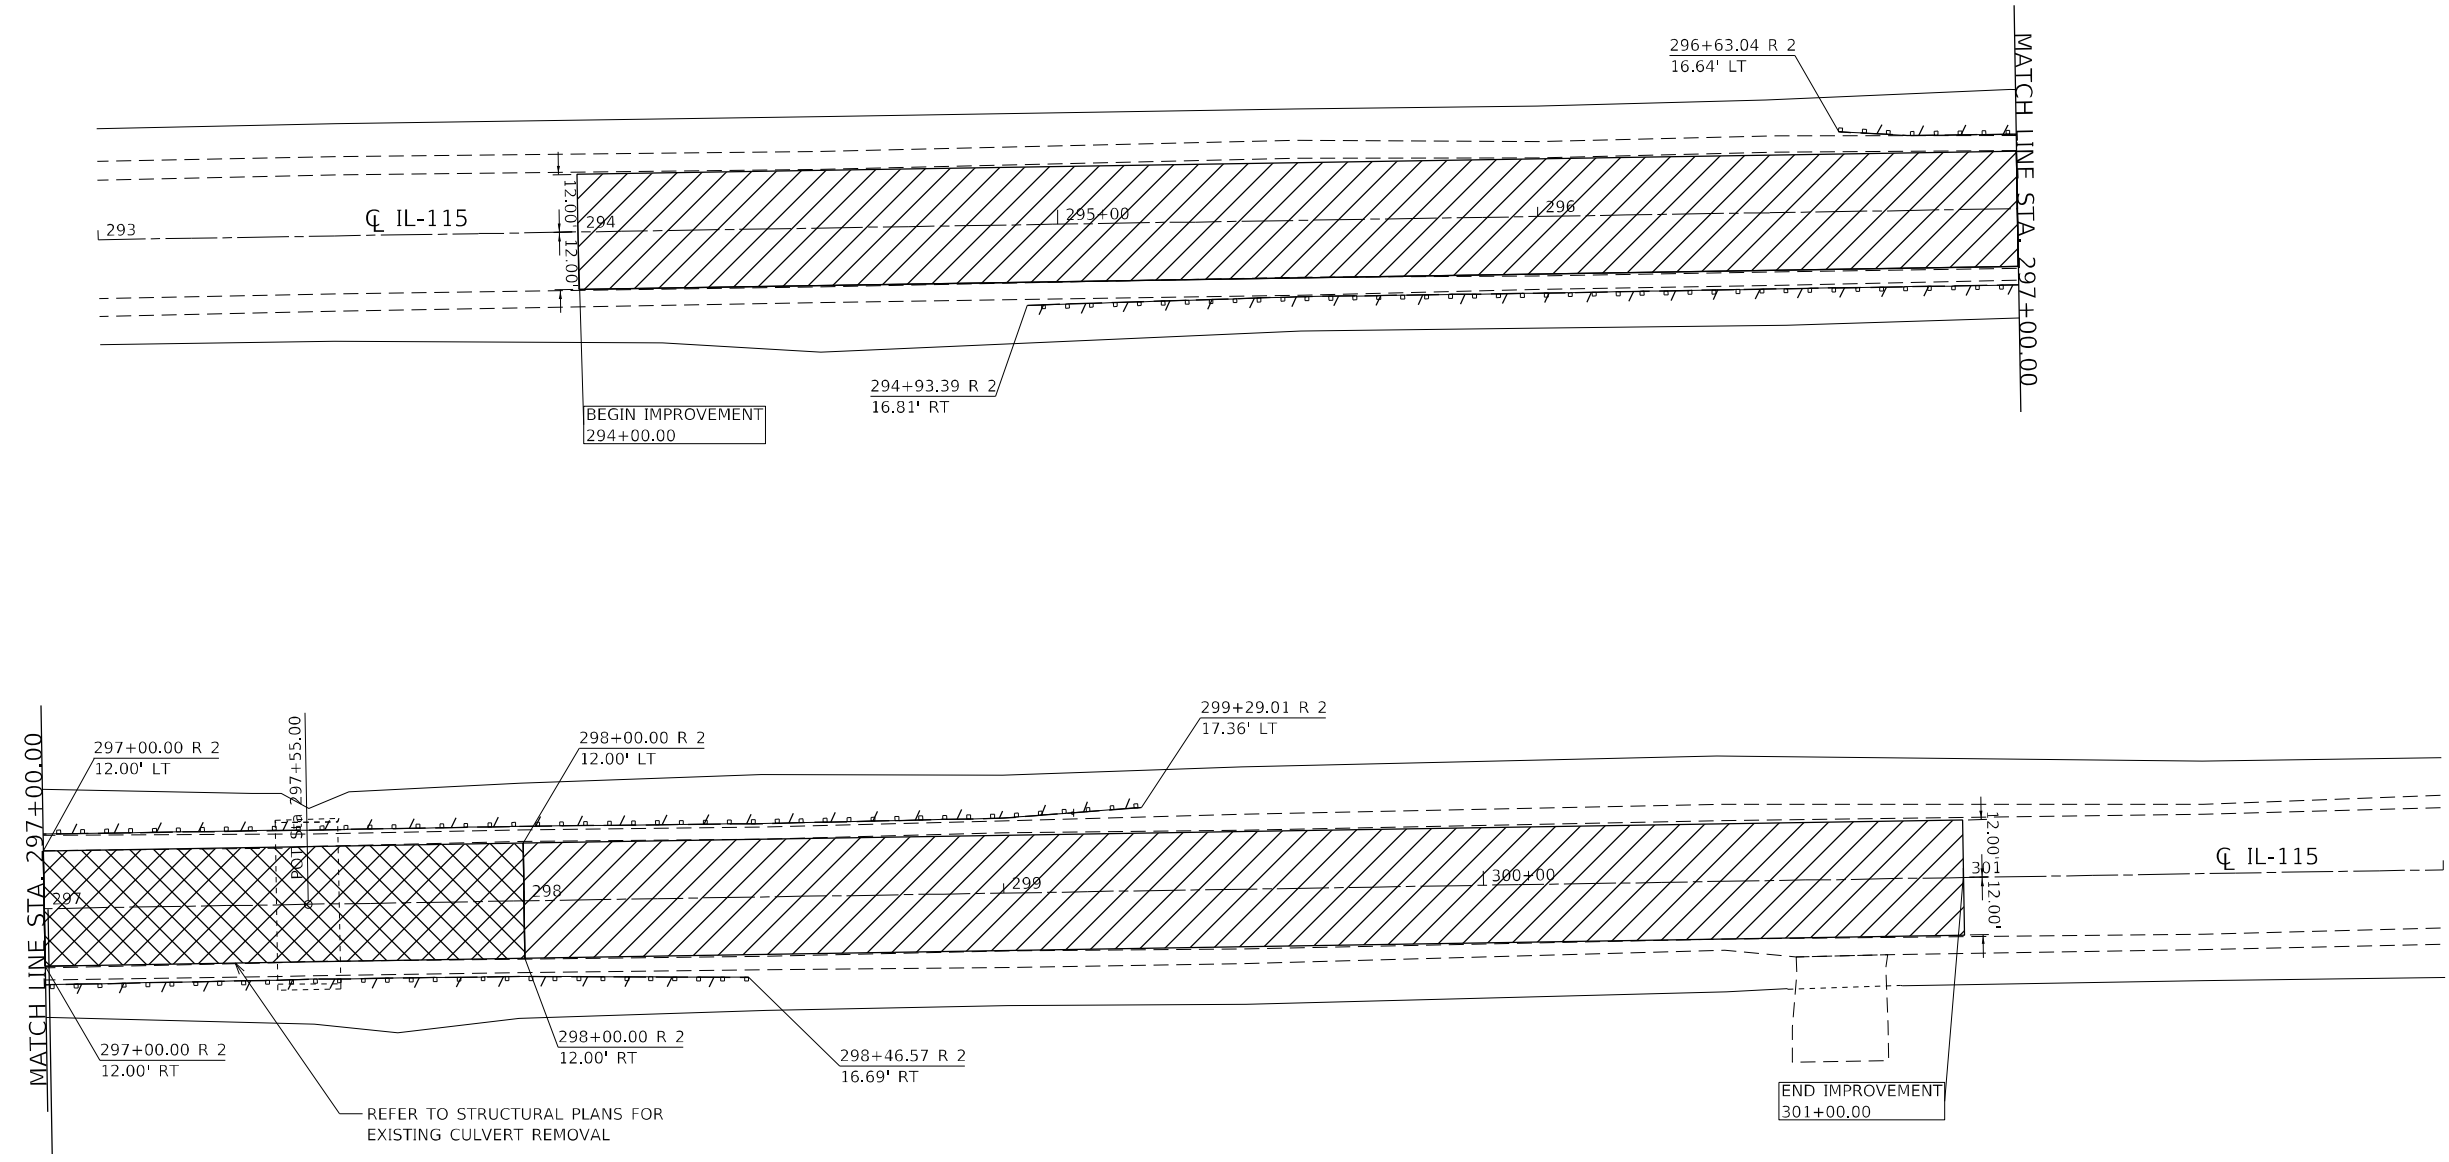 296+63.04 R 2
16.64' LT
MATCH LINE STA. 297+00.00
293
℄ IL-115
12.00'
12.00'
294
295+00
296
294+93.39 R 2
16.81' RT
BEGIN IMPROVEMENT
294+00.00
MATCH LINE STA. 297+00.00
297+00.00 R 2
12.00' LT
POT Sta 297+55.00
298+00.00 R 2
12.00' LT
299+29.01 R 2
17.36' LT
297
298
299
300+00
301
12.00'
12.00'
℄ IL-115
297+00.00 R 2
12.00' RT
298+00.00 R 2
12.00' RT
298+46.57 R 2
16.69' RT
REFER TO STRUCTURAL PLANS FOR
EXISTING CULVERT REMOVAL
END IMPROVEMENT
301+00.00